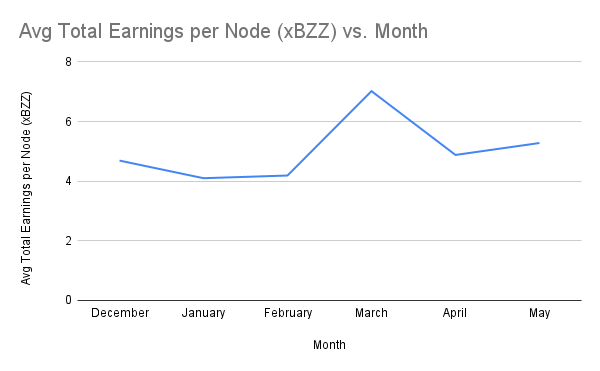 Avg Total Earnings per Node (xBZZ) vs. Month
Avg Total Earnings per Node (xBZZ)
8
6
4
2
0
December January February March April May
Month